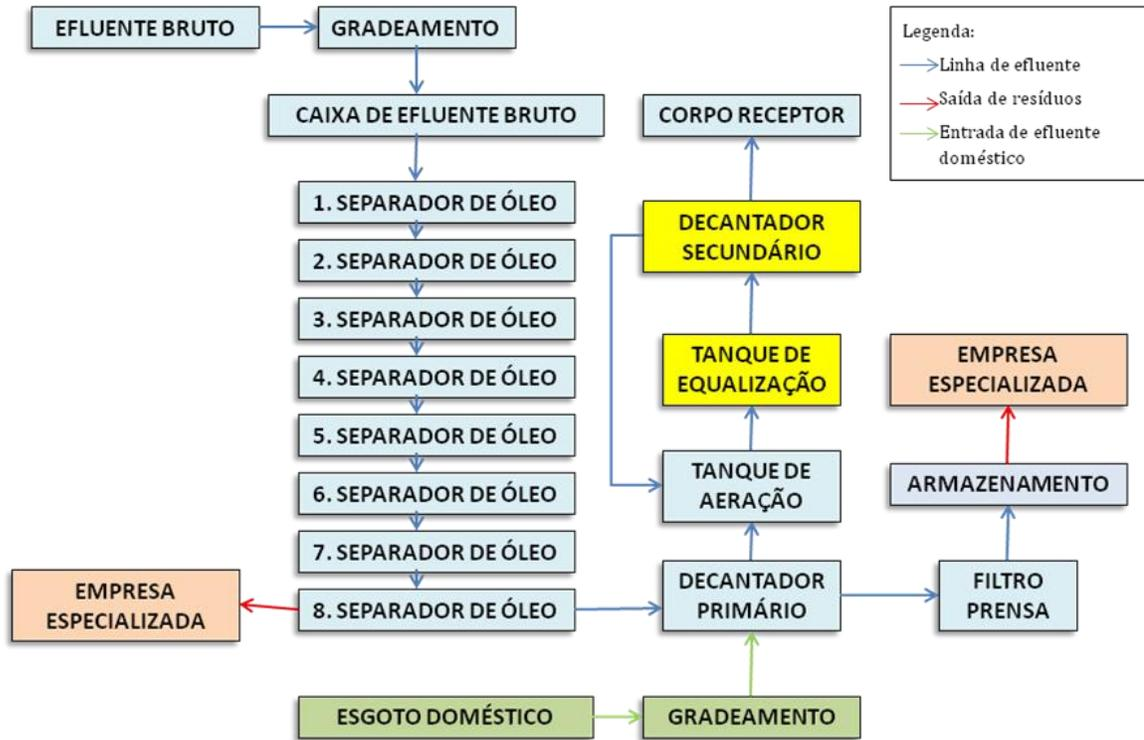 EFLUENTE BRUTO
GRADEAMENTO
CAIXA DE EFLUENTE BRUTO
1. SEPARADOR DE ÓLEO
2. SEPARADOR DE ÓLEO
3. SEPARADOR DE ÓLEO
4. SEPARADOR DE ÓLEO
5. SEPARADOR DE ÓLEO
6. SEPARADOR DE ÓLEO
7. SEPARADOR DE ÓLEO
8. SEPARADOR DE ÓLEO
EMPRESA
ESPECIALIZADA
ESGOTO DOMÉSTICO
GRADEAMENTO
DECANTADOR
PRIMÁRIO
TANQUE DE
AERAÇÃO
TANQUE DE
EQUALIZAÇÃO
DECANTADOR
SECUNDÁRIO
CORPO RECEPTOR
FILTRO
PRENSA
ARMAZENAMENTO
EMPRESA
ESPECIALIZADA
Legenda:
Linha de efluente
Saída de resíduos
Entrada de efluente
doméstico